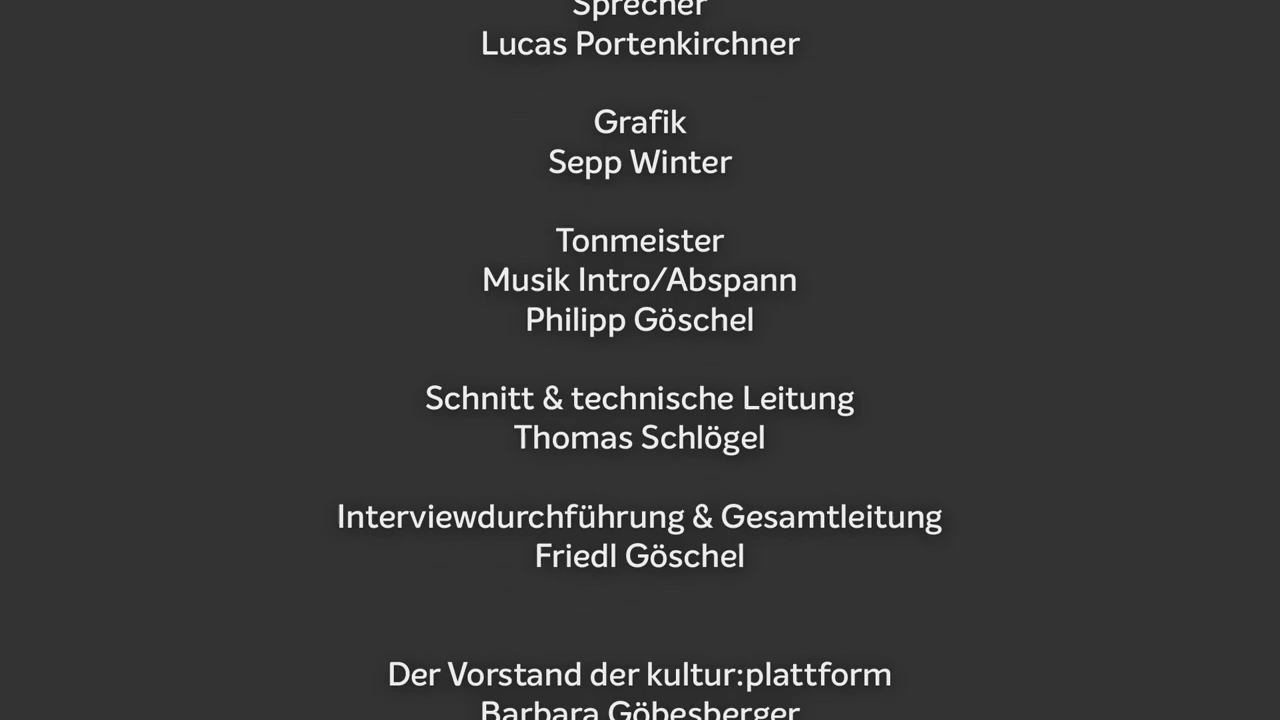 Sprecher
Lucas Portenkirchner
Grafik
Sepp Winter
Tonmeister
Musik Intro/Abspann
Philipp Göschel
Schnitt & technische Leitung
Thomas Schlögel
Interviewdurchführung & Gesamtleitung
Friedl Göschel
Der Vorstand der kultur:plattform
Barbara Göbesberger